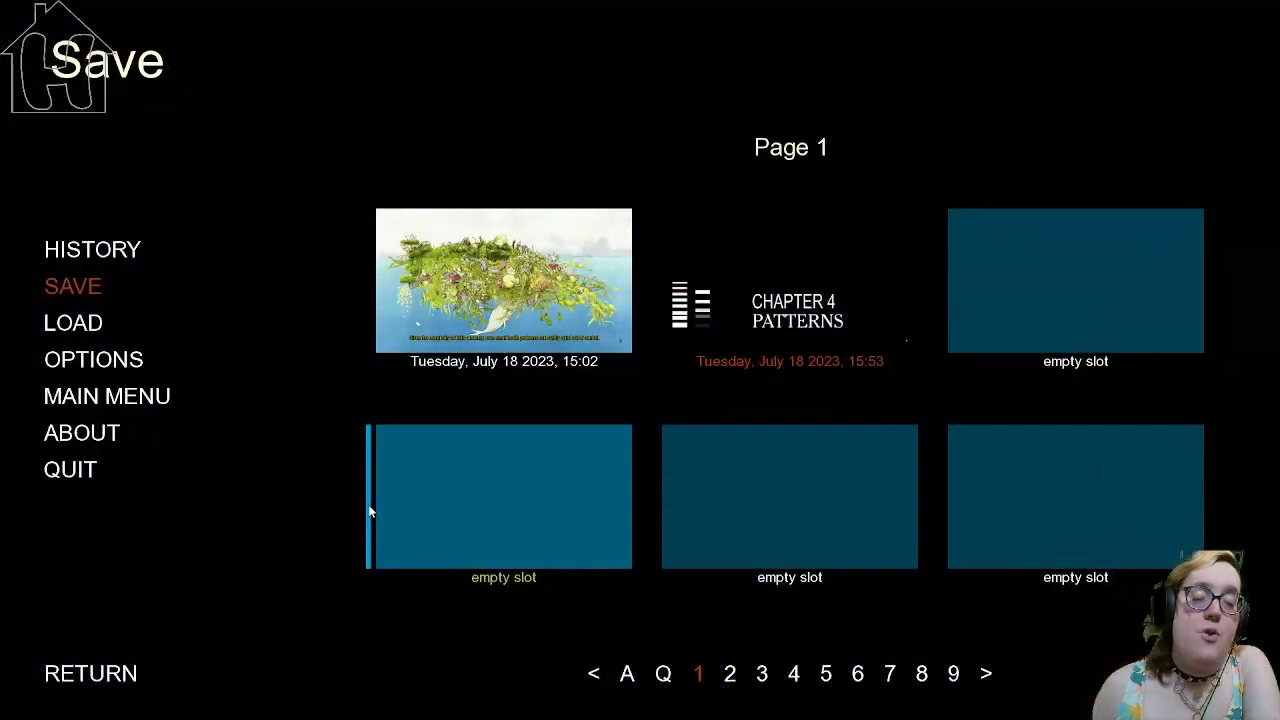 Save
Page 1
HISTORY
SAVE
LOAD
OPTIONS
MAIN MENU
ABOUT
QUIT
CHAPTER 4
PATTERNS
Tuesday, July 18 2023, 15:02
Tuesday, July 18 2023, 15:53
empty slot
empty slot
empty slot
empty slot
RETURN
< A Q 1 2 3 4 5 6 7 8 9 >